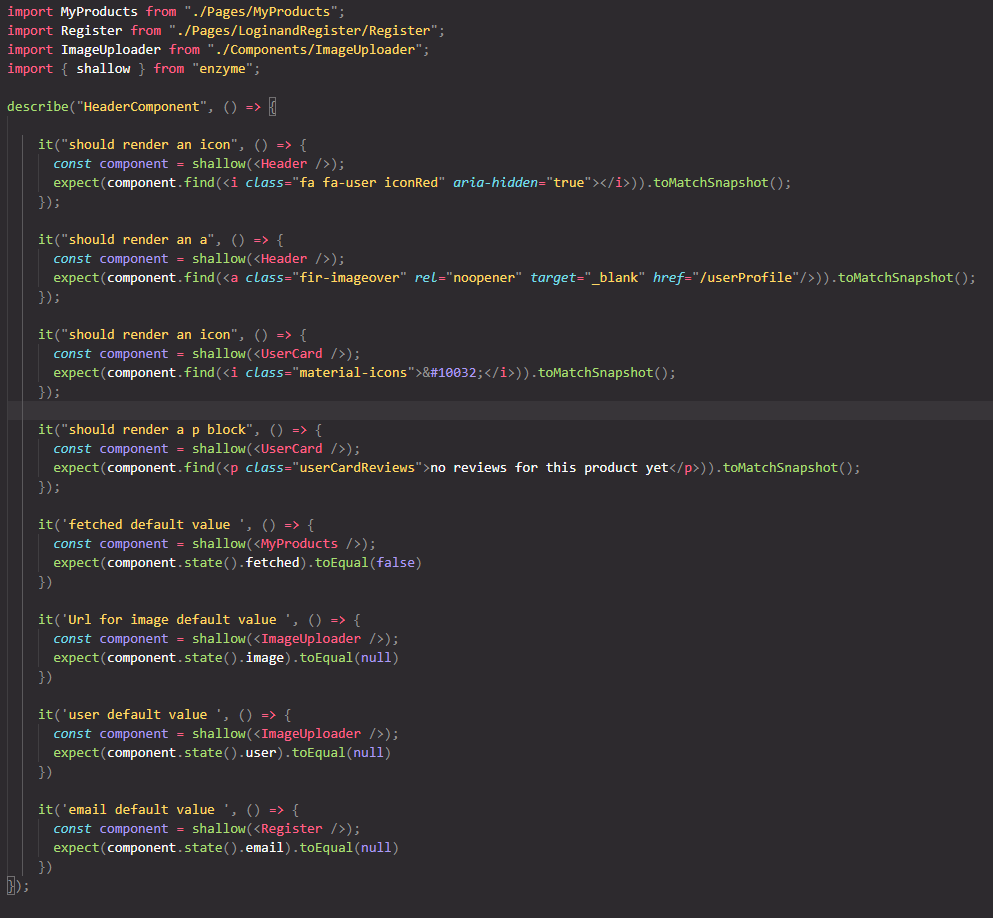 import MyProducts from "./Pages/MyProducts";
import Register from "./Pages/LoginandRegister/Register";
import ImageUploader from "./Components/ImageUploader";
import { shallow } from "enzyme";
describe("HeaderComponent", () => {
it("should render an icon", () => {
const component = shallow(<Header />);
expect(component.find(<i class="fa fa-user iconRed" aria-hidden="true"></i>)).toMatchSnapshot();
});
it("should render an a", () => {
const component = shallow(<Header />);
expect(component.find(<a class="fir-imageover" rel="noopener" target="_blank" href="/userProfile"/>)).toMatchSnapshot();
});
it("should render an icon", () => {
const component = shallow(<UserCard />);
expect(component.find(<i class="material-icons">&#10032;</i>)).toMatchSnapshot();
});
it("should render a p block", () => {
const component = shallow(<UserCard />);
expect(component.find(<p class="userCardReviews">no reviews for this product yet</p>)).toMatchSnapshot();
});
it('fetched default value ', () => {
const component = shallow(<MyProducts />);
expect(component.state().fetched).toEqual(false)
})
it('Url for image default value ', () => {
const component = shallow(<ImageUploader />);
expect(component.state().image).toEqual(null)
})
it('user default value ', () => {
const component = shallow(<ImageUploader />);
expect(component.state().user).toEqual(null)
})
it('email default value ', () => {
const component = shallow(<Register />);
expect(component.state().email).toEqual(null)
})
});